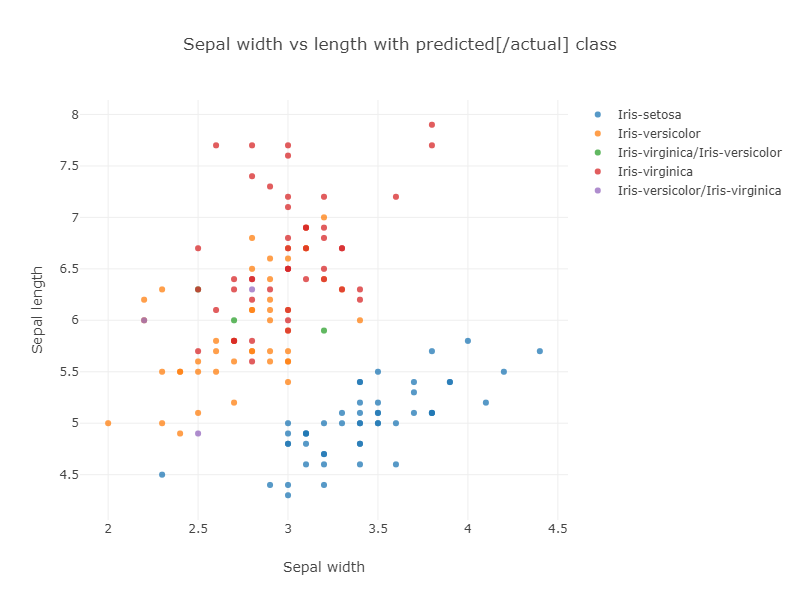 Sepal width vs length with predicted[/actual] class
Iris-setosa
Iris-versicolor
Iris-virginica/Iris-versicolor
Iris-virginica
Iris-versicolor/Iris-virginica
8
7.5
7
6.5
6
5.5
5
4.5
Sepal length
2 2.5 3 3.5 4 4.5
Sepal width